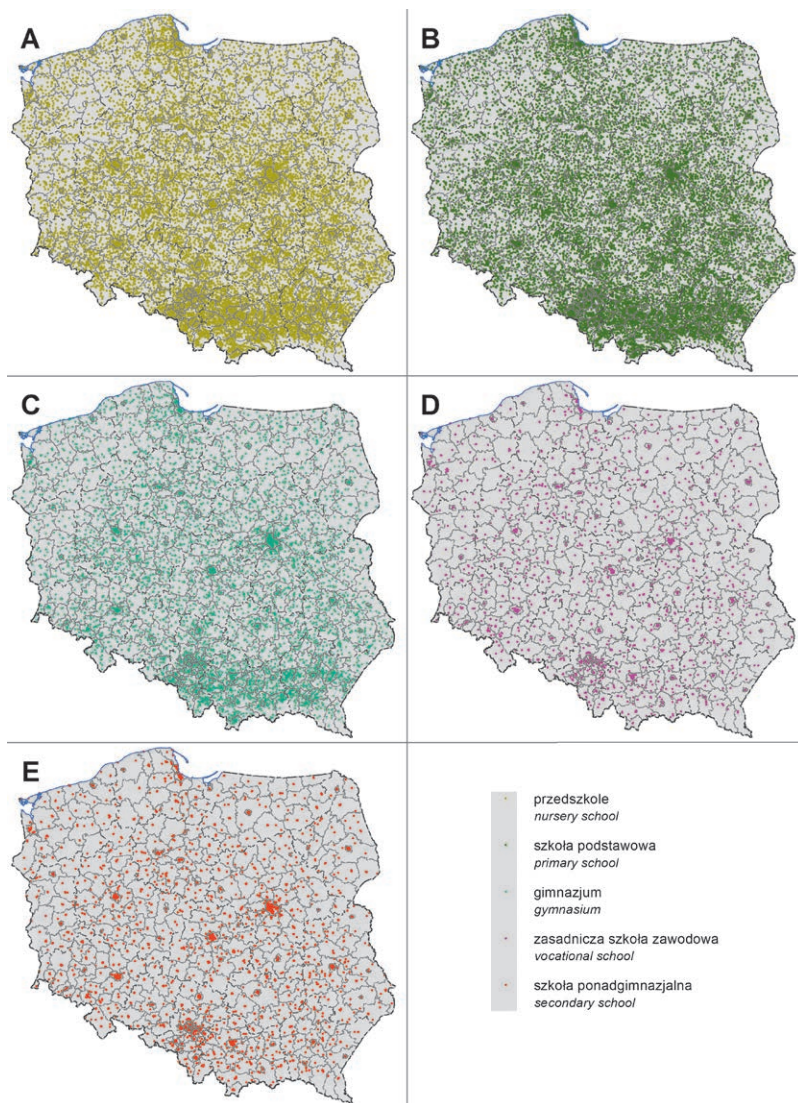 A
B
C
D
E
przedszkole
nursery school
szkoła podstawowa
primary school
gimnazjum
gymnasium
zasadnicza szkoła zawodowa
vocational school
szkoła ponadgimnazjalna
secondary school